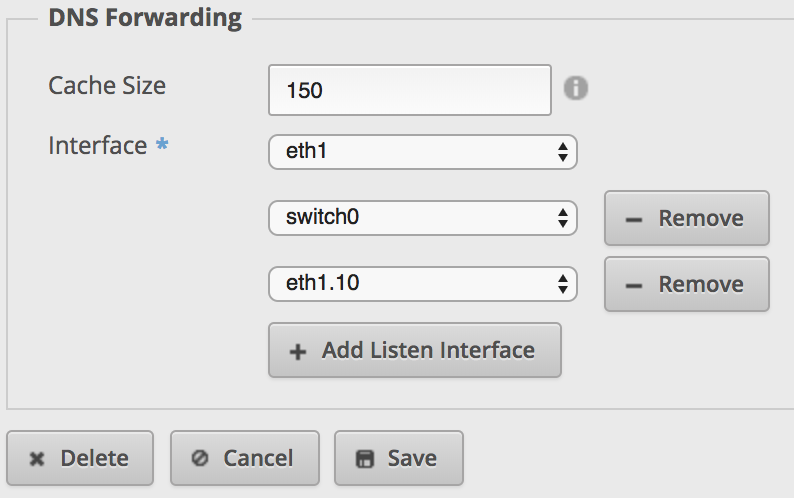 DNS Forwarding
Cache Size 150
Interface * eth1
switch0 Remove
eth1.10 Remove
Add Listen Interface
Delete Cancel Save